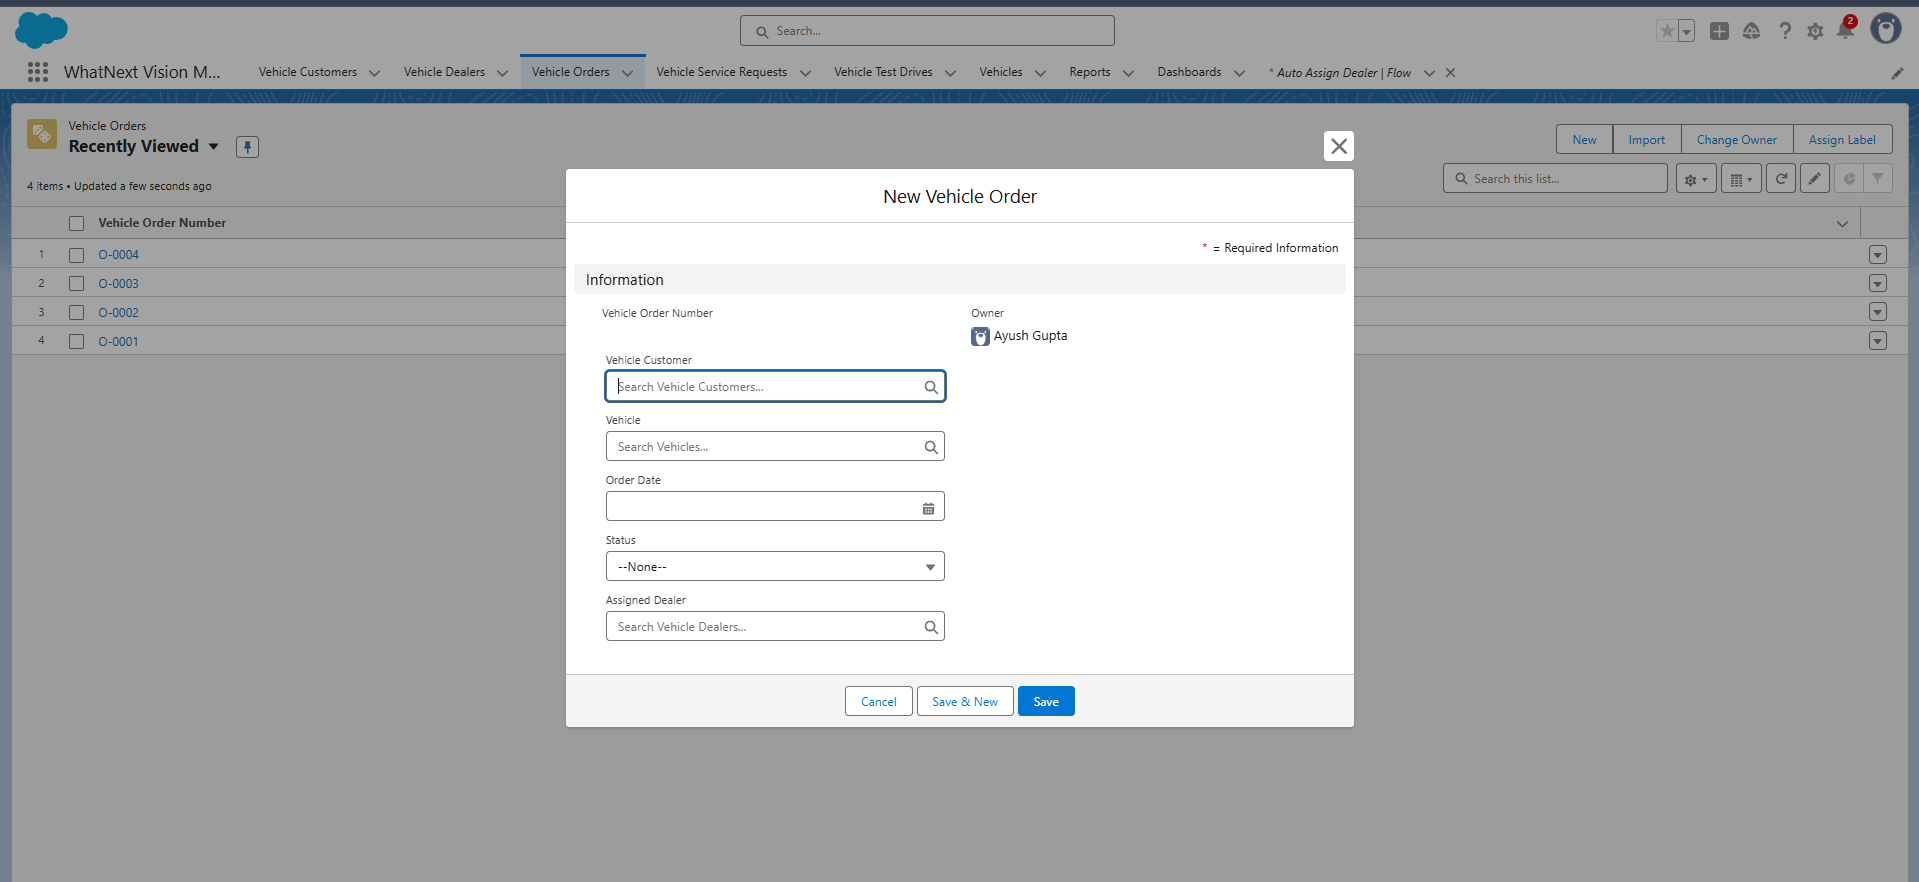 Search...
2
WhatNext Vision M...
Vehicle Customers
Vehicle Dealers
Vehicle Orders
Vehicle Service Requests
Vehicle Test Drives
Vehicles
Reports
Dashboards
* Auto Assign Dealer | Flow
Vehicle Orders
Recently Viewed
New
Import
Change Owner
Assign Label
4 items • Updated a few seconds ago
Search this list...
Vehicle Order Number
1 O-0004
2 O-0003
3 O-0002
4 O-0001
New Vehicle Order
* = Required Information
Information
Vehicle Order Number
Owner
Ayush Gupta
Vehicle Customer
Search Vehicle Customers...
Vehicle
Search Vehicles...
Order Date
Status
--None--
Assigned Dealer
Search Vehicle Dealers...
Cancel
Save & New
Save